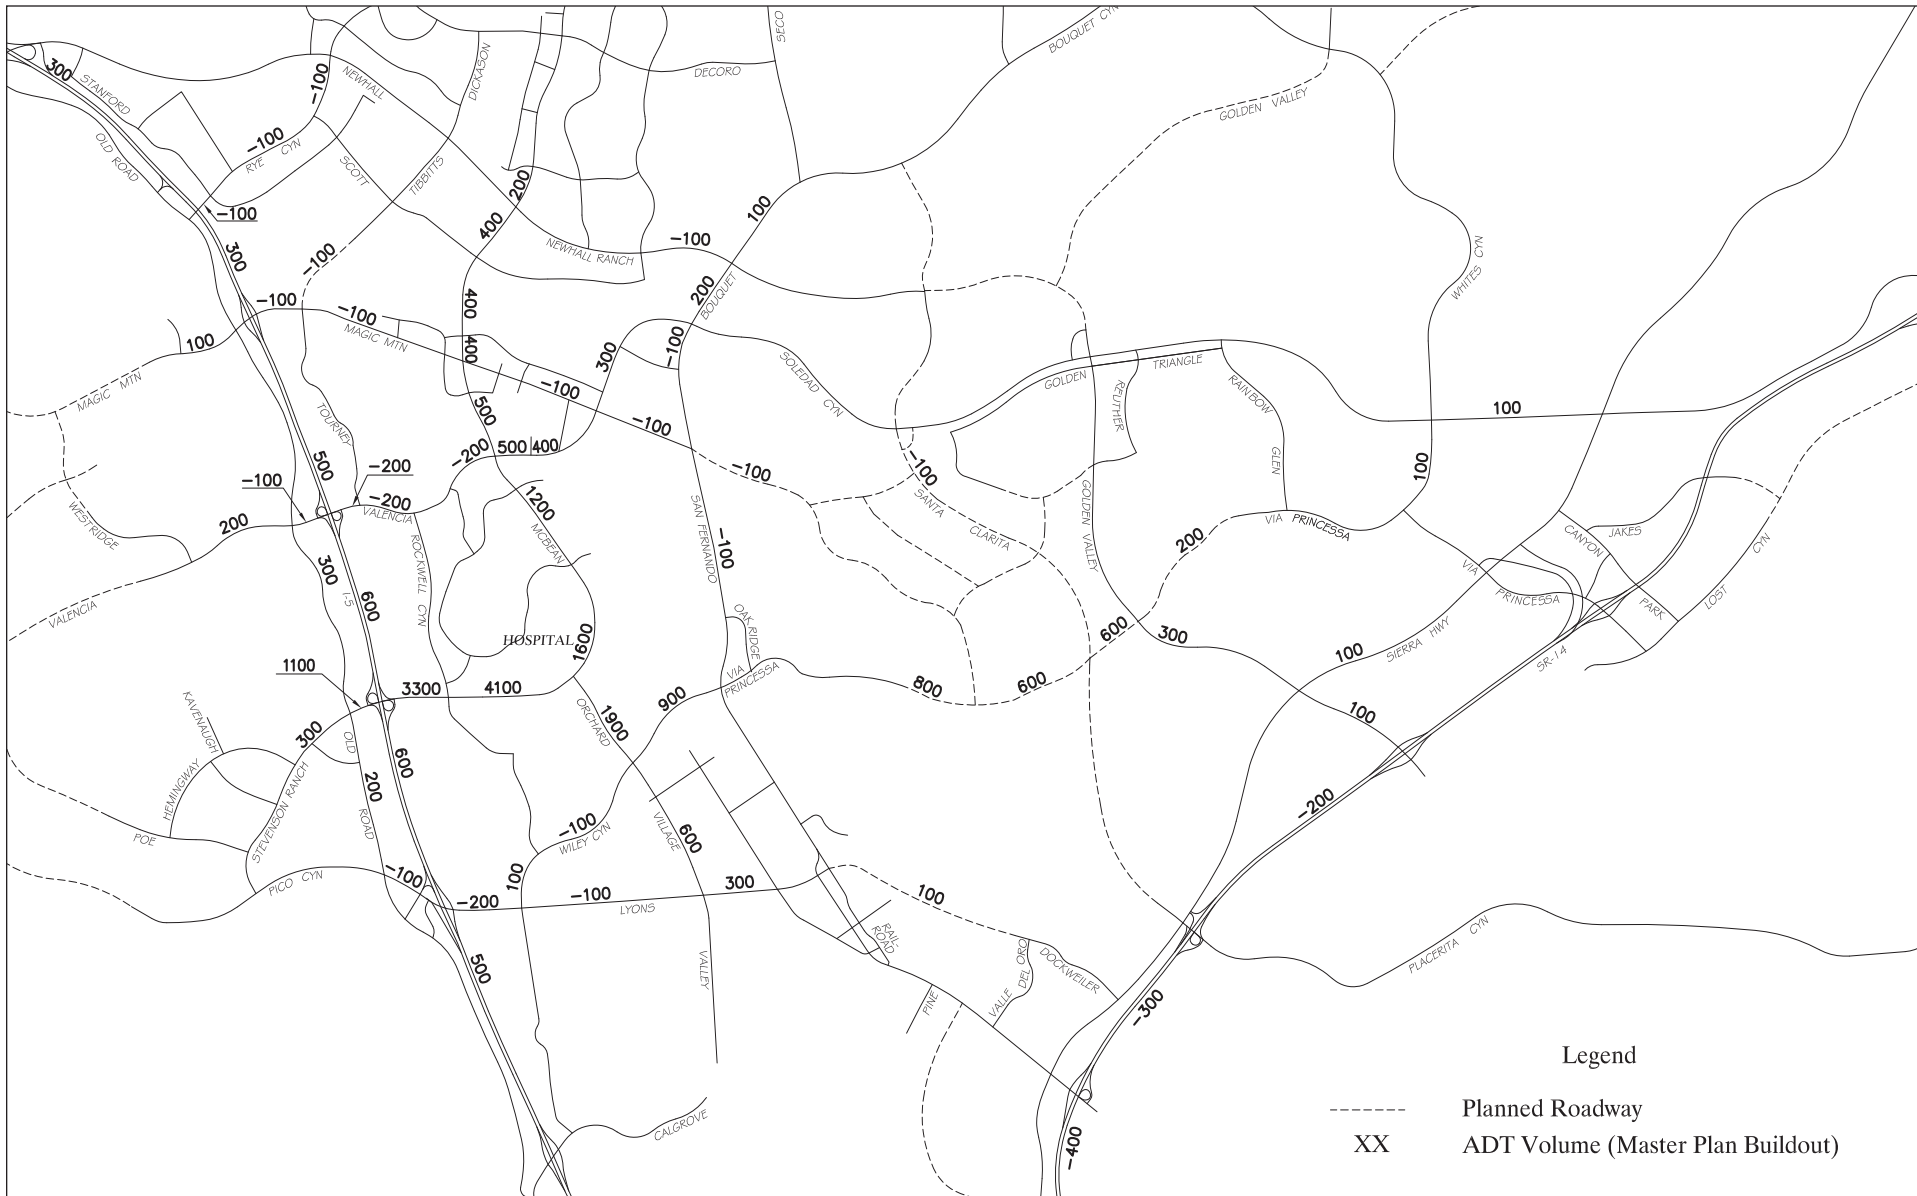 SECO
BOUQUET CYN
300
STANFORD
-100
NEWHALL
DICKASON
DECORO
GOLDEN VALLEY
OLD ROAD
-100
RYE CYN
SCOTT
TIBBITTS
200
100
-100
400
300
-100
NEWHALL RANCH
-100
WHITES CYN
200
BOUQUET
-100
400
100
-100
MAGIC MTN
400
300
-100
SOLEDAD CYN
GOLDEN
TRIANGLE
MAGIC MTN
-100
REUTHER
RAINBOW
100
TOURNEY
500
-100
-200
500
400
500
-200
-100
-100
-100
GLEN
100
-100
-200
VALENCIA
200
WESTRIDGE
1200
MCBEAN
SAN FERNANDO
-100
SANTA
CLARITA
GOLDEN VALLEY
VIA PRINCESSA
200
CANYON
JAKES
LOST CYN
300
I-5
600
ROCKWELL CYN
VALENCIA
HOSPITAL
1600
OAK RIDGE
600
300
VIA
PRINCESSA
PARK
100
SIERRA HWY
SR-14
1100
3300
4100
VIA
PRINCESSA
900
800
600
KAVENAUGH
300
OLD
ORCHARD
1900
100
HEMINGWAY
STEVENSON RANCH
600
200
ROAD
-200
POE
-100
WILEY CYN
VILLAGE
600
PICO CYN
-100
100
-200
-100
LYONS
300
100
RAIL-
ROAD
PLACERITA CYN
500
VALLEY
VALLE DEL ORO
DOCKWEILER
PINE
-300
Legend
Planned Roadway
CALGROVE
-400
XX ADT Volume (Master Plan Buildout)